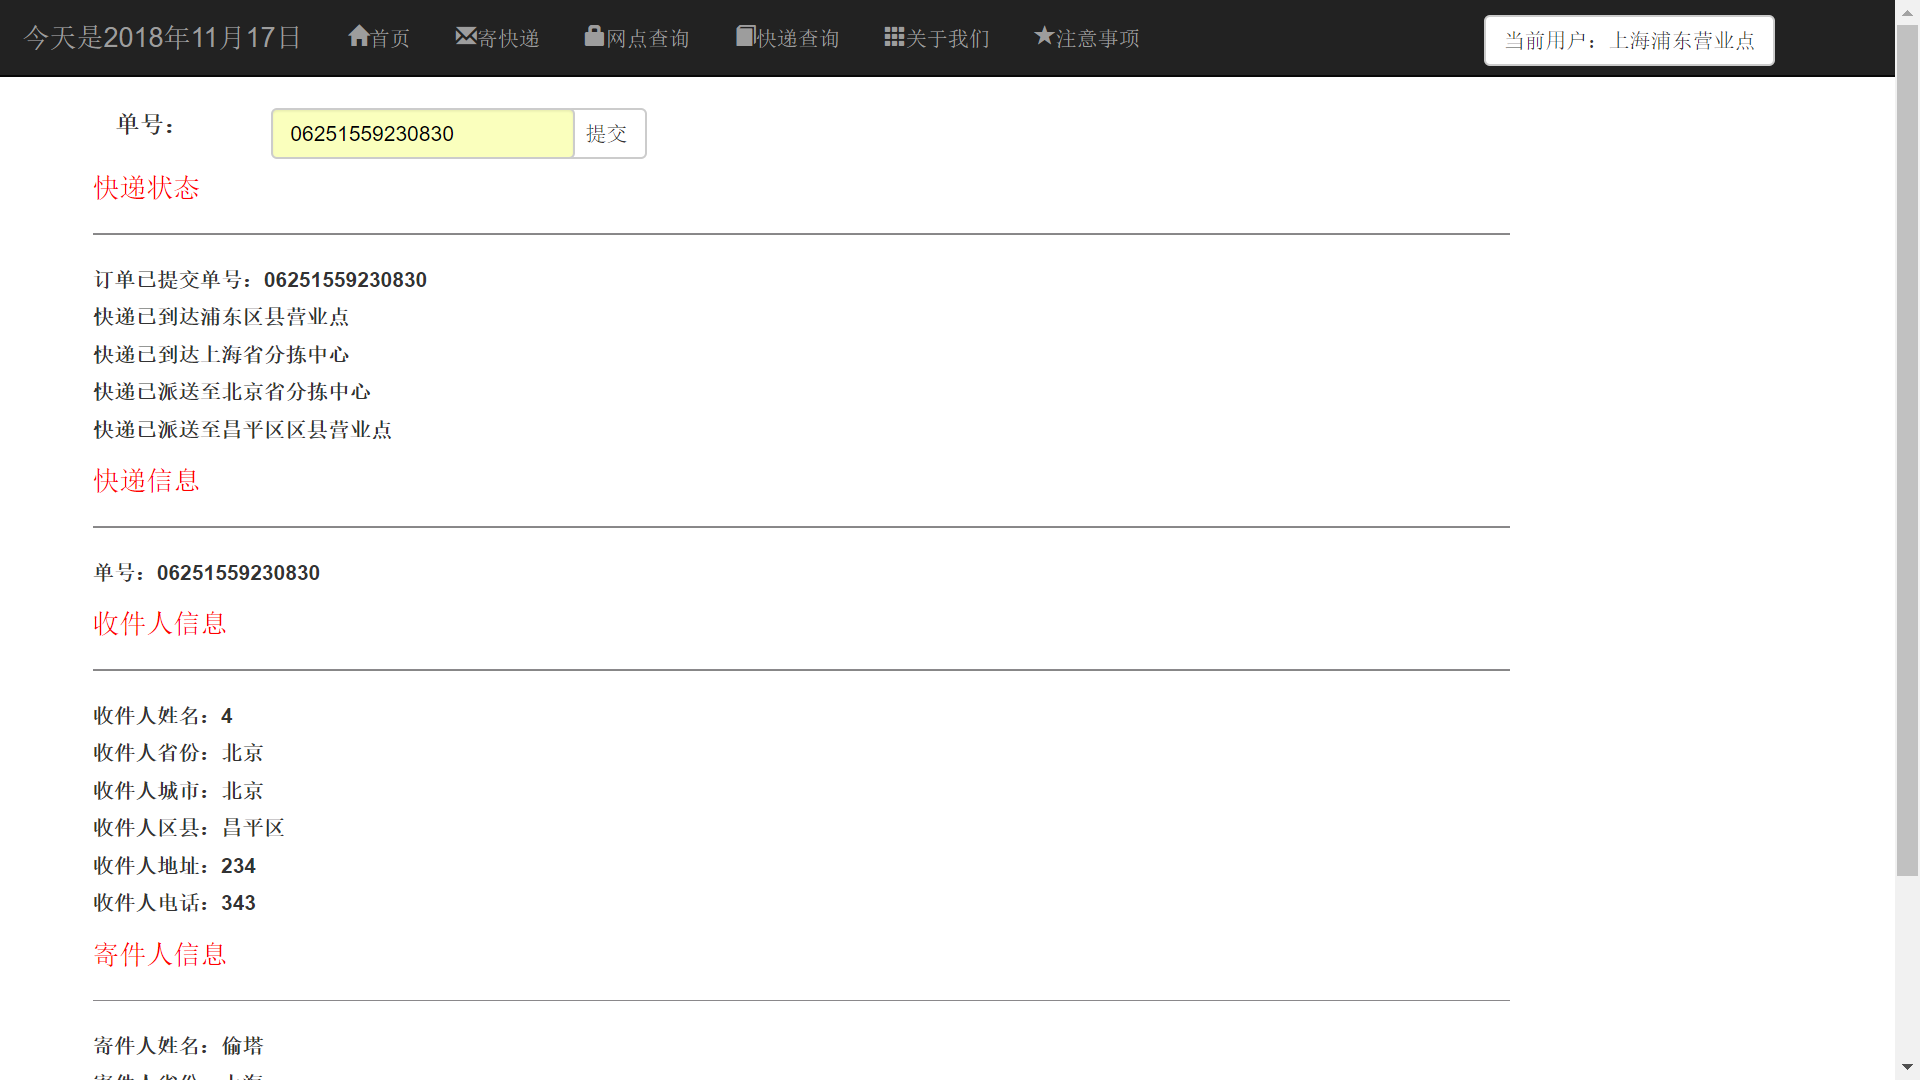 今天是2018年11月17日 首页 寄快递 网点查询 快递查询 关于我们 注意事项 当前用户：上海浦东营业点
单号： 06251559230830 提交
快递状态
订单已提交单号：06251559230830
快递已到达浦东区县营业点
快递已到达上海省分拣中心
快递已派送至北京省分拣中心
快递已派送至昌平区区县营业点
快递信息
单号：06251559230830
收件人信息
收件人姓名：4
收件人省份：北京
收件人城市：北京
收件人区县：昌平区
收件人地址：234
收件人电话：343
寄件人信息
寄件人姓名：偷塔
寄件人省份：上海